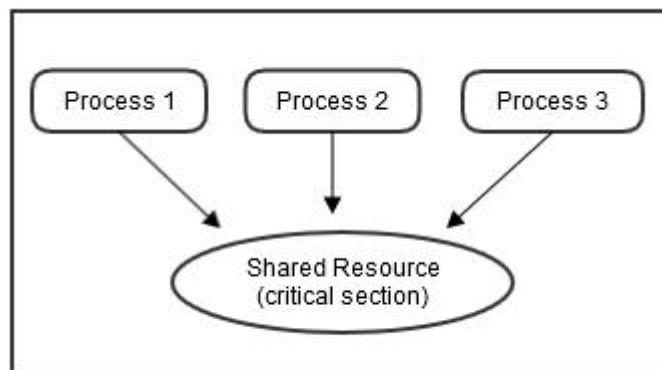 Process 1
Process 2
Process 3
Shared Resource
(critical section)